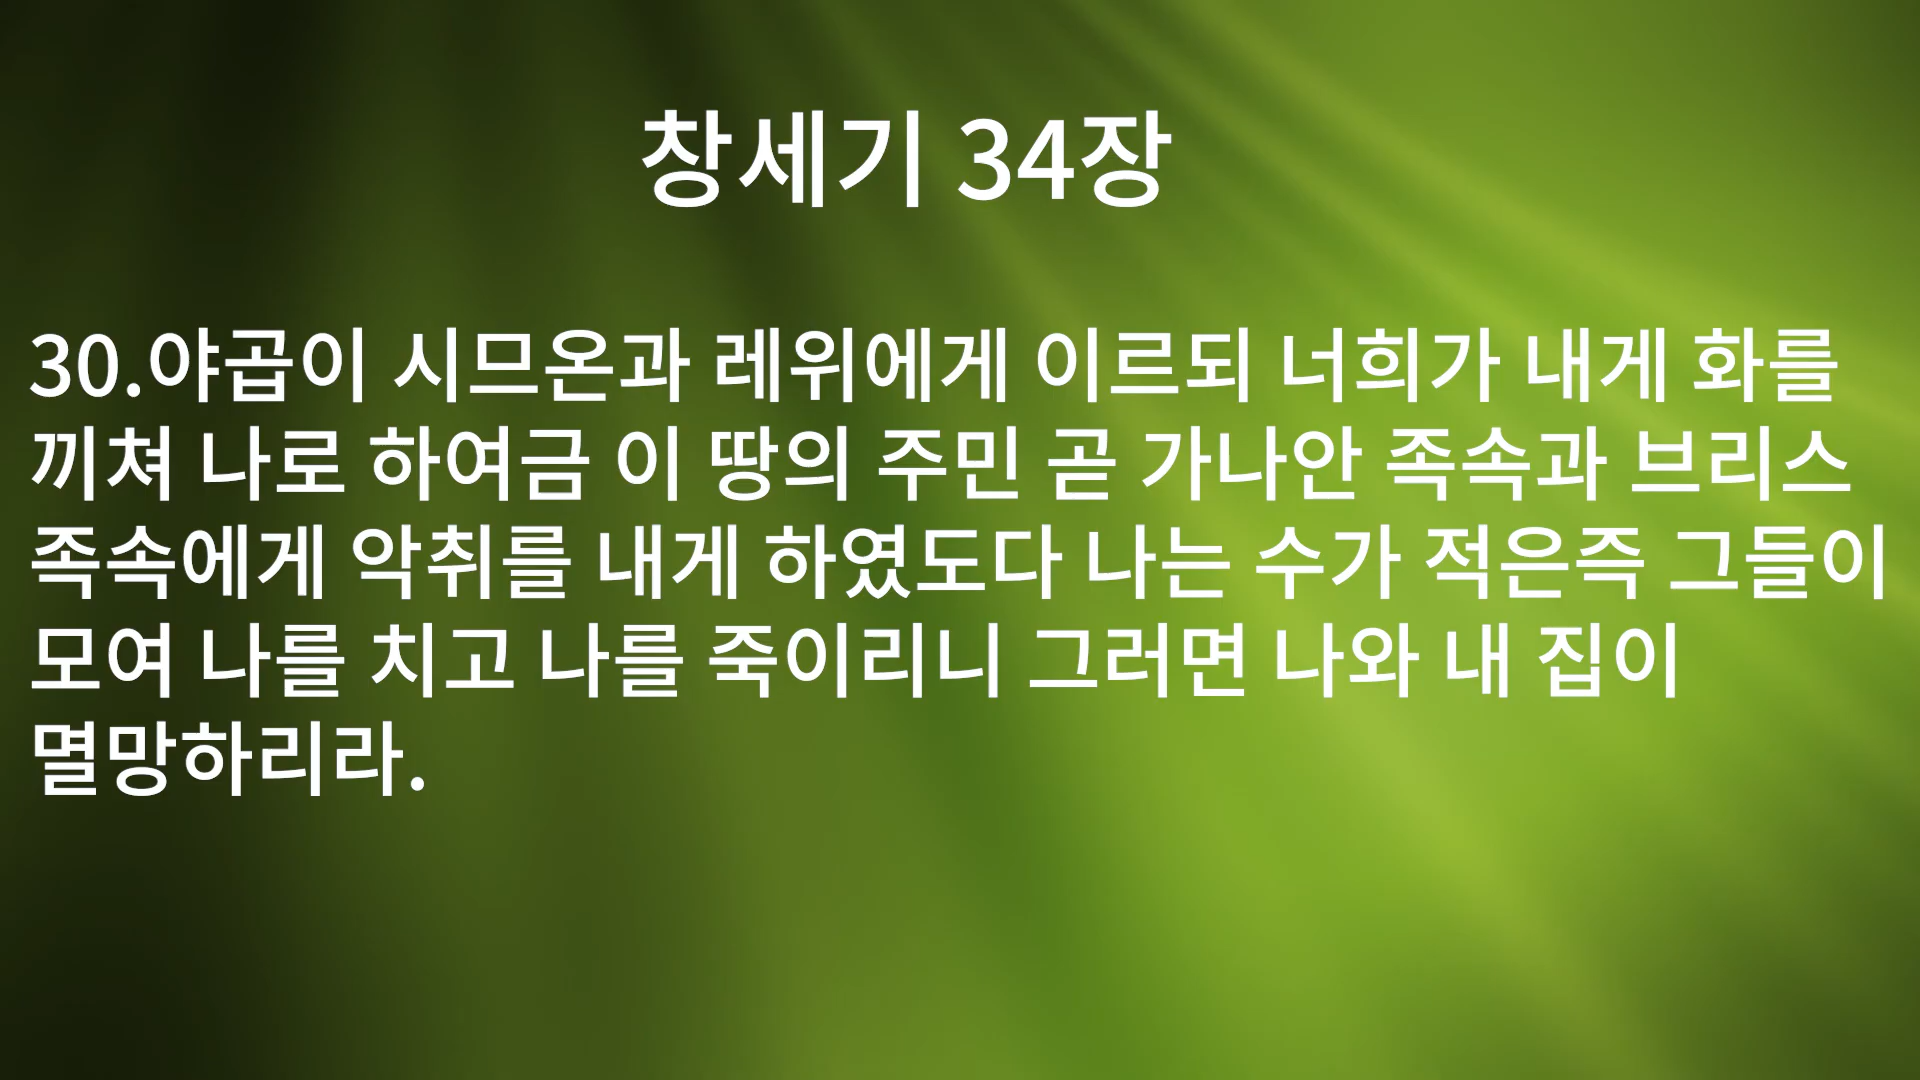 창세기 34장
30.야곱이 시므온과 레위에게 이르되 너희가 내게 화를
끼쳐 나로 하여금 이 땅의 주민 곧 가나안 족속과 브리스
족속에게 악취를 내게 하였도다 나는 수가 적은즉 그들이
모여 나를 치고 나를 죽이리니 그러면 나와 내 집이
멸망하리라.